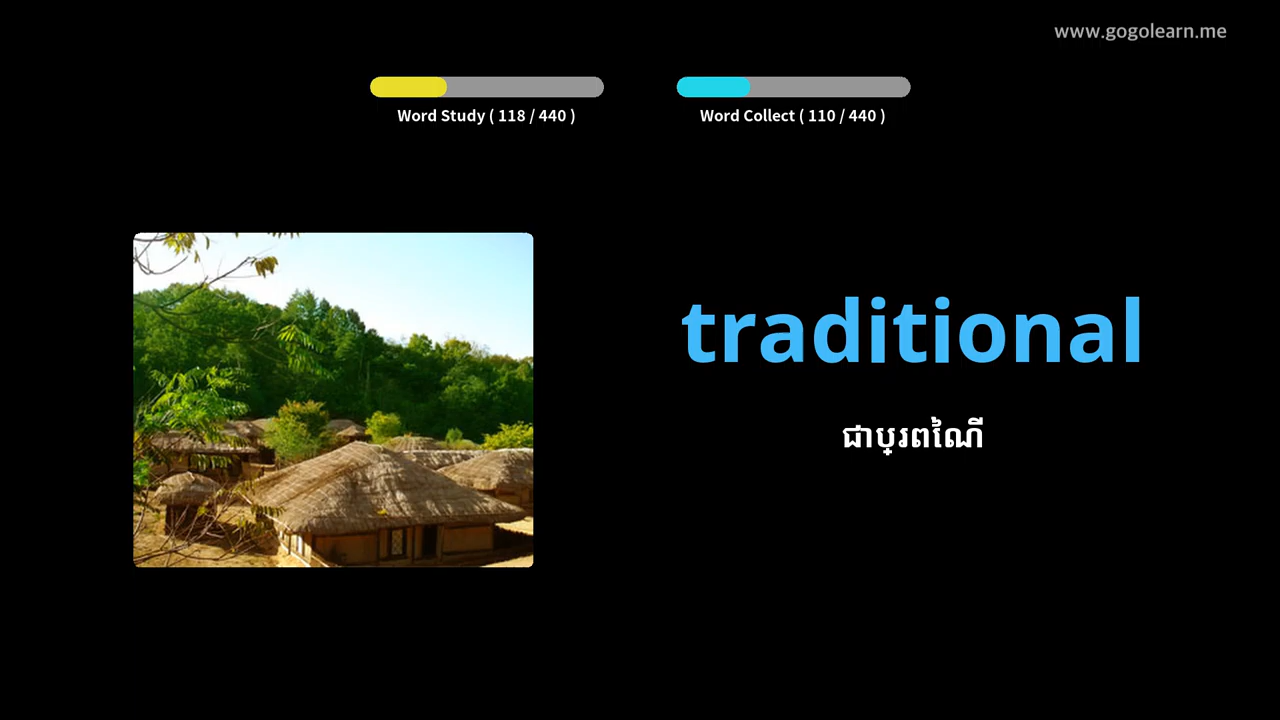 www.gogolearn.me
Word Study ( 118 / 440 )
Word Collect ( 110 / 440 )
traditional
ជាប្រពណៃី